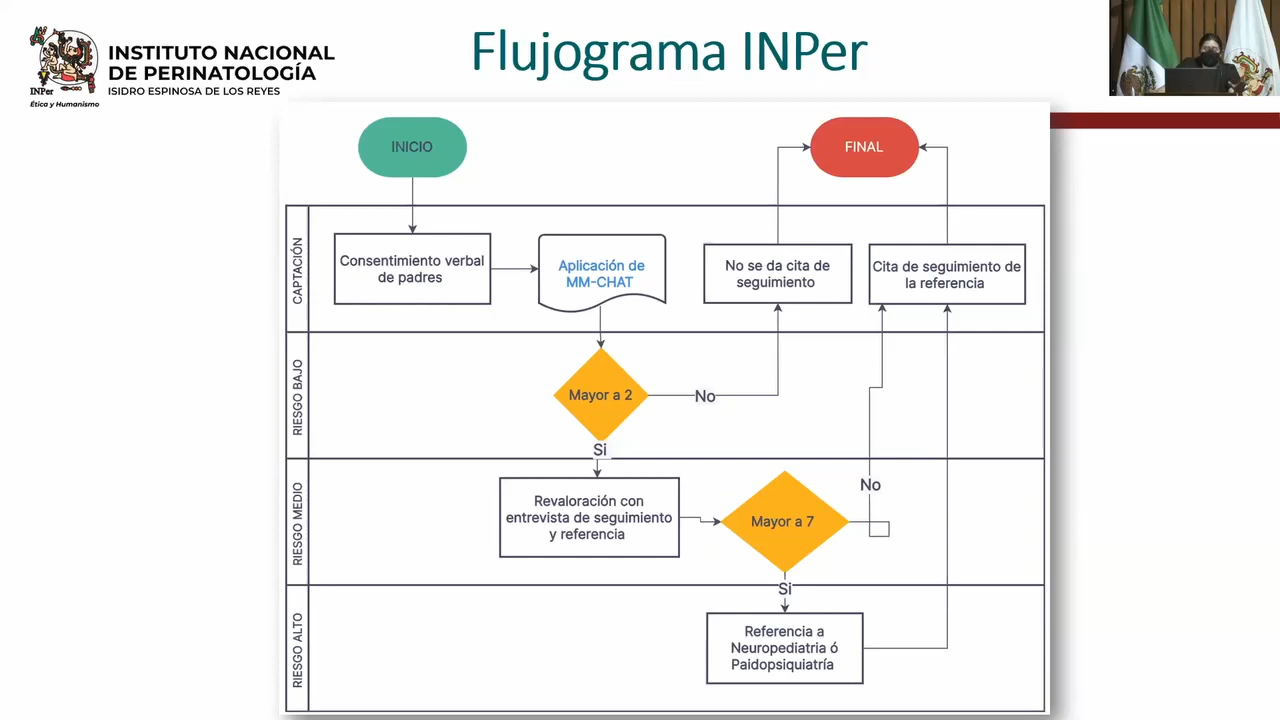 INSTITUTO NACIONAL
DE PERINATOLOGÍA
ISIDRO ESPINOSA DE LOS REYES
INPer
Ética y Humanismo
Flujograma INPer
INICIO
FINAL
CAPTACIÓN
Consentimiento verbal
de padres
Aplicación de
MM-CHAT
No se da cita de
seguimiento
Cita de seguimiento de
la referencia
RIESGO BAJO
Mayor a 2
No
Si
RIESGO MEDIO
Revaloración con
entrevista de seguimiento
y referencia
Mayor a 7
No
Si
RIESGO ALTO
Referencia a
Neuropediatria ó
Paidopsiquiatría